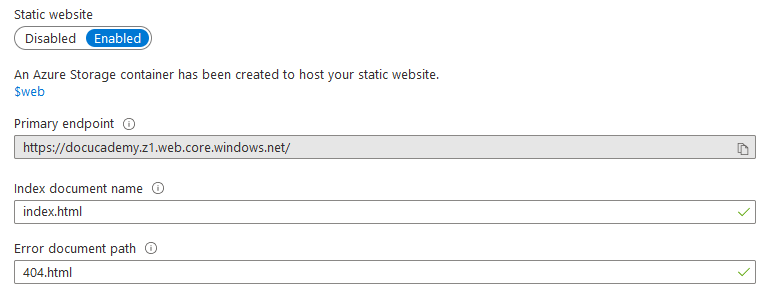 Static website
Disabled Enabled
An Azure Storage container has been created to host your static website.
$web
Primary endpoint
https://docucademy.z1.web.core.windows.net/
Index document name
index.html
Error document path
404.html